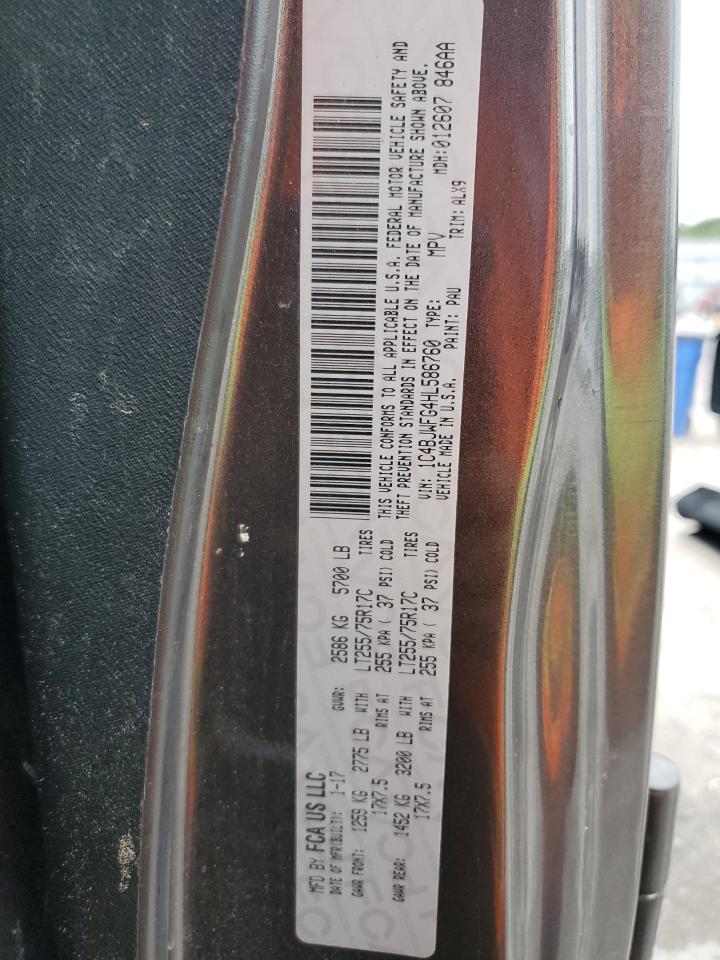 MFD BY FCA US LLC
DATE OF MFR(BUILT): 1-17 GVWR: 2586 KG 5700 LB
GAWR FRONT: 1259 KG 2775 LB WITH LT255/75R17C TIRES
17X7.5 RIMS AT 255 KPA ( 37 PSI) COLD
GAWR REAR: 1452 KG 3200 LB WITH LT255/75R17C TIRES
17X7.5 RIMS AT 255 KPA ( 37 PSI) COLD
THIS VEHICLE CONFORMS TO ALL APPLICABLE U.S.A. FEDERAL MOTOR VEHICLE SAFETY AND
THEFT PREVENTION STANDARDS IN EFFECT ON THE DATE OF MANUFACTURE SHOWN ABOVE.
VIN: 1C4BJWFG4HL586760 TYPE: MPV MDH:012607 846AA
VEHICLE MADE IN U.S.A. PAINT: PAU TRIM: ALX9